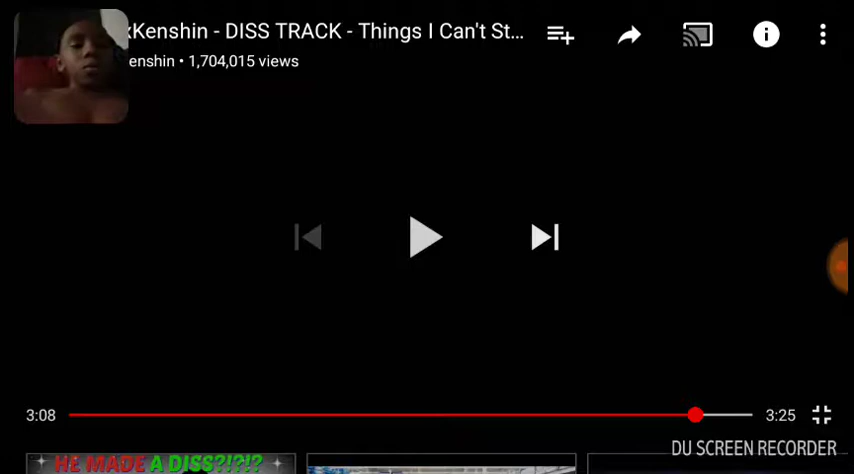 xKenshin - DISS TRACK - Things I Can't St...
enshin • 1,704,015 views
3:08
3:25
DU SCREEN RECORDER
HE MADE A DISS?!?!?